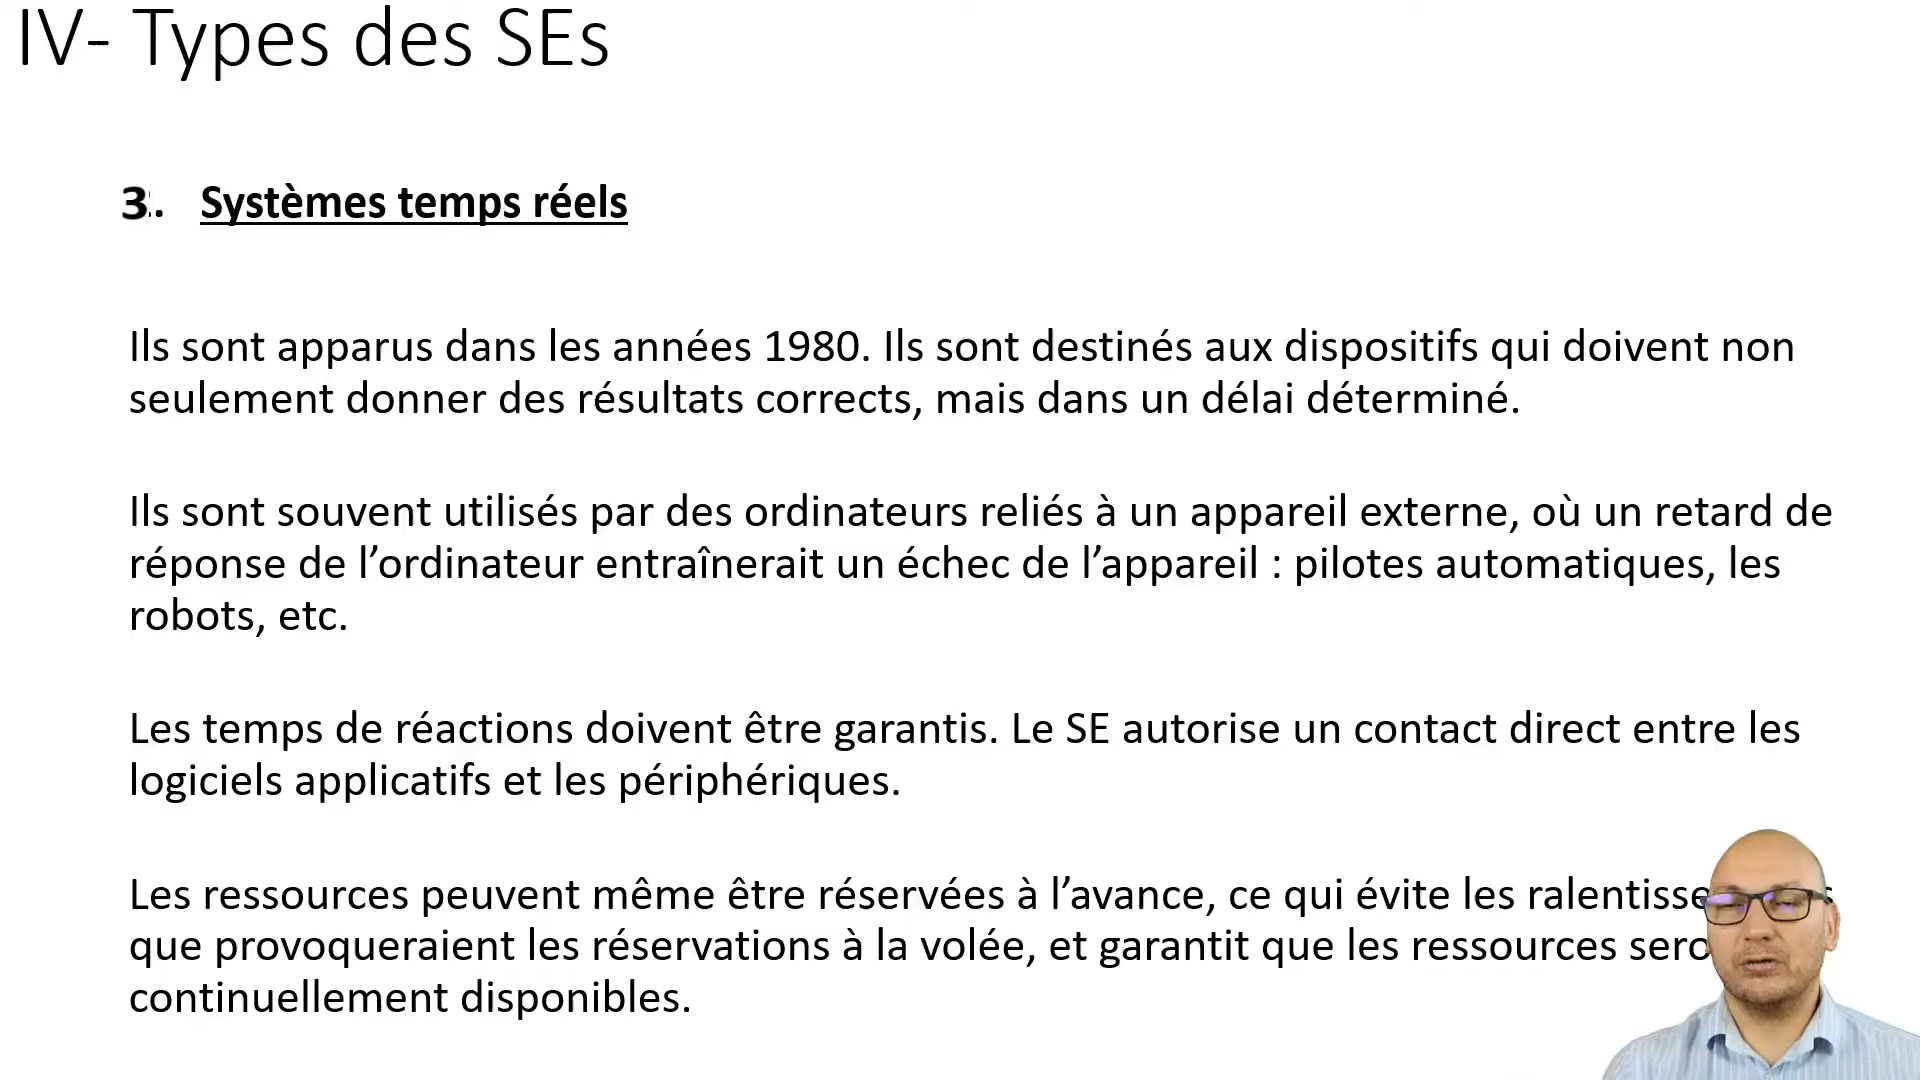 IV- Types des SEs
3. Systèmes temps réels
Ils sont apparus dans les années 1980. Ils sont destinés aux dispositifs qui doivent non
seulement donner des résultats corrects, mais dans un délai déterminé.
Ils sont souvent utilisés par des ordinateurs reliés à un appareil externe, où un retard de
réponse de l’ordinateur entraînerait un échec de l’appareil : pilotes automatiques, les
robots, etc.
Les temps de réactions doivent être garantis. Le SE autorise un contact direct entre les
logiciels applicatifs et les périphériques.
Les ressources peuvent même être réservées à l’avance, ce qui évite les
que provoqueraient les réservations à la volée, et garantit que les ressources
continuellement disponibles.